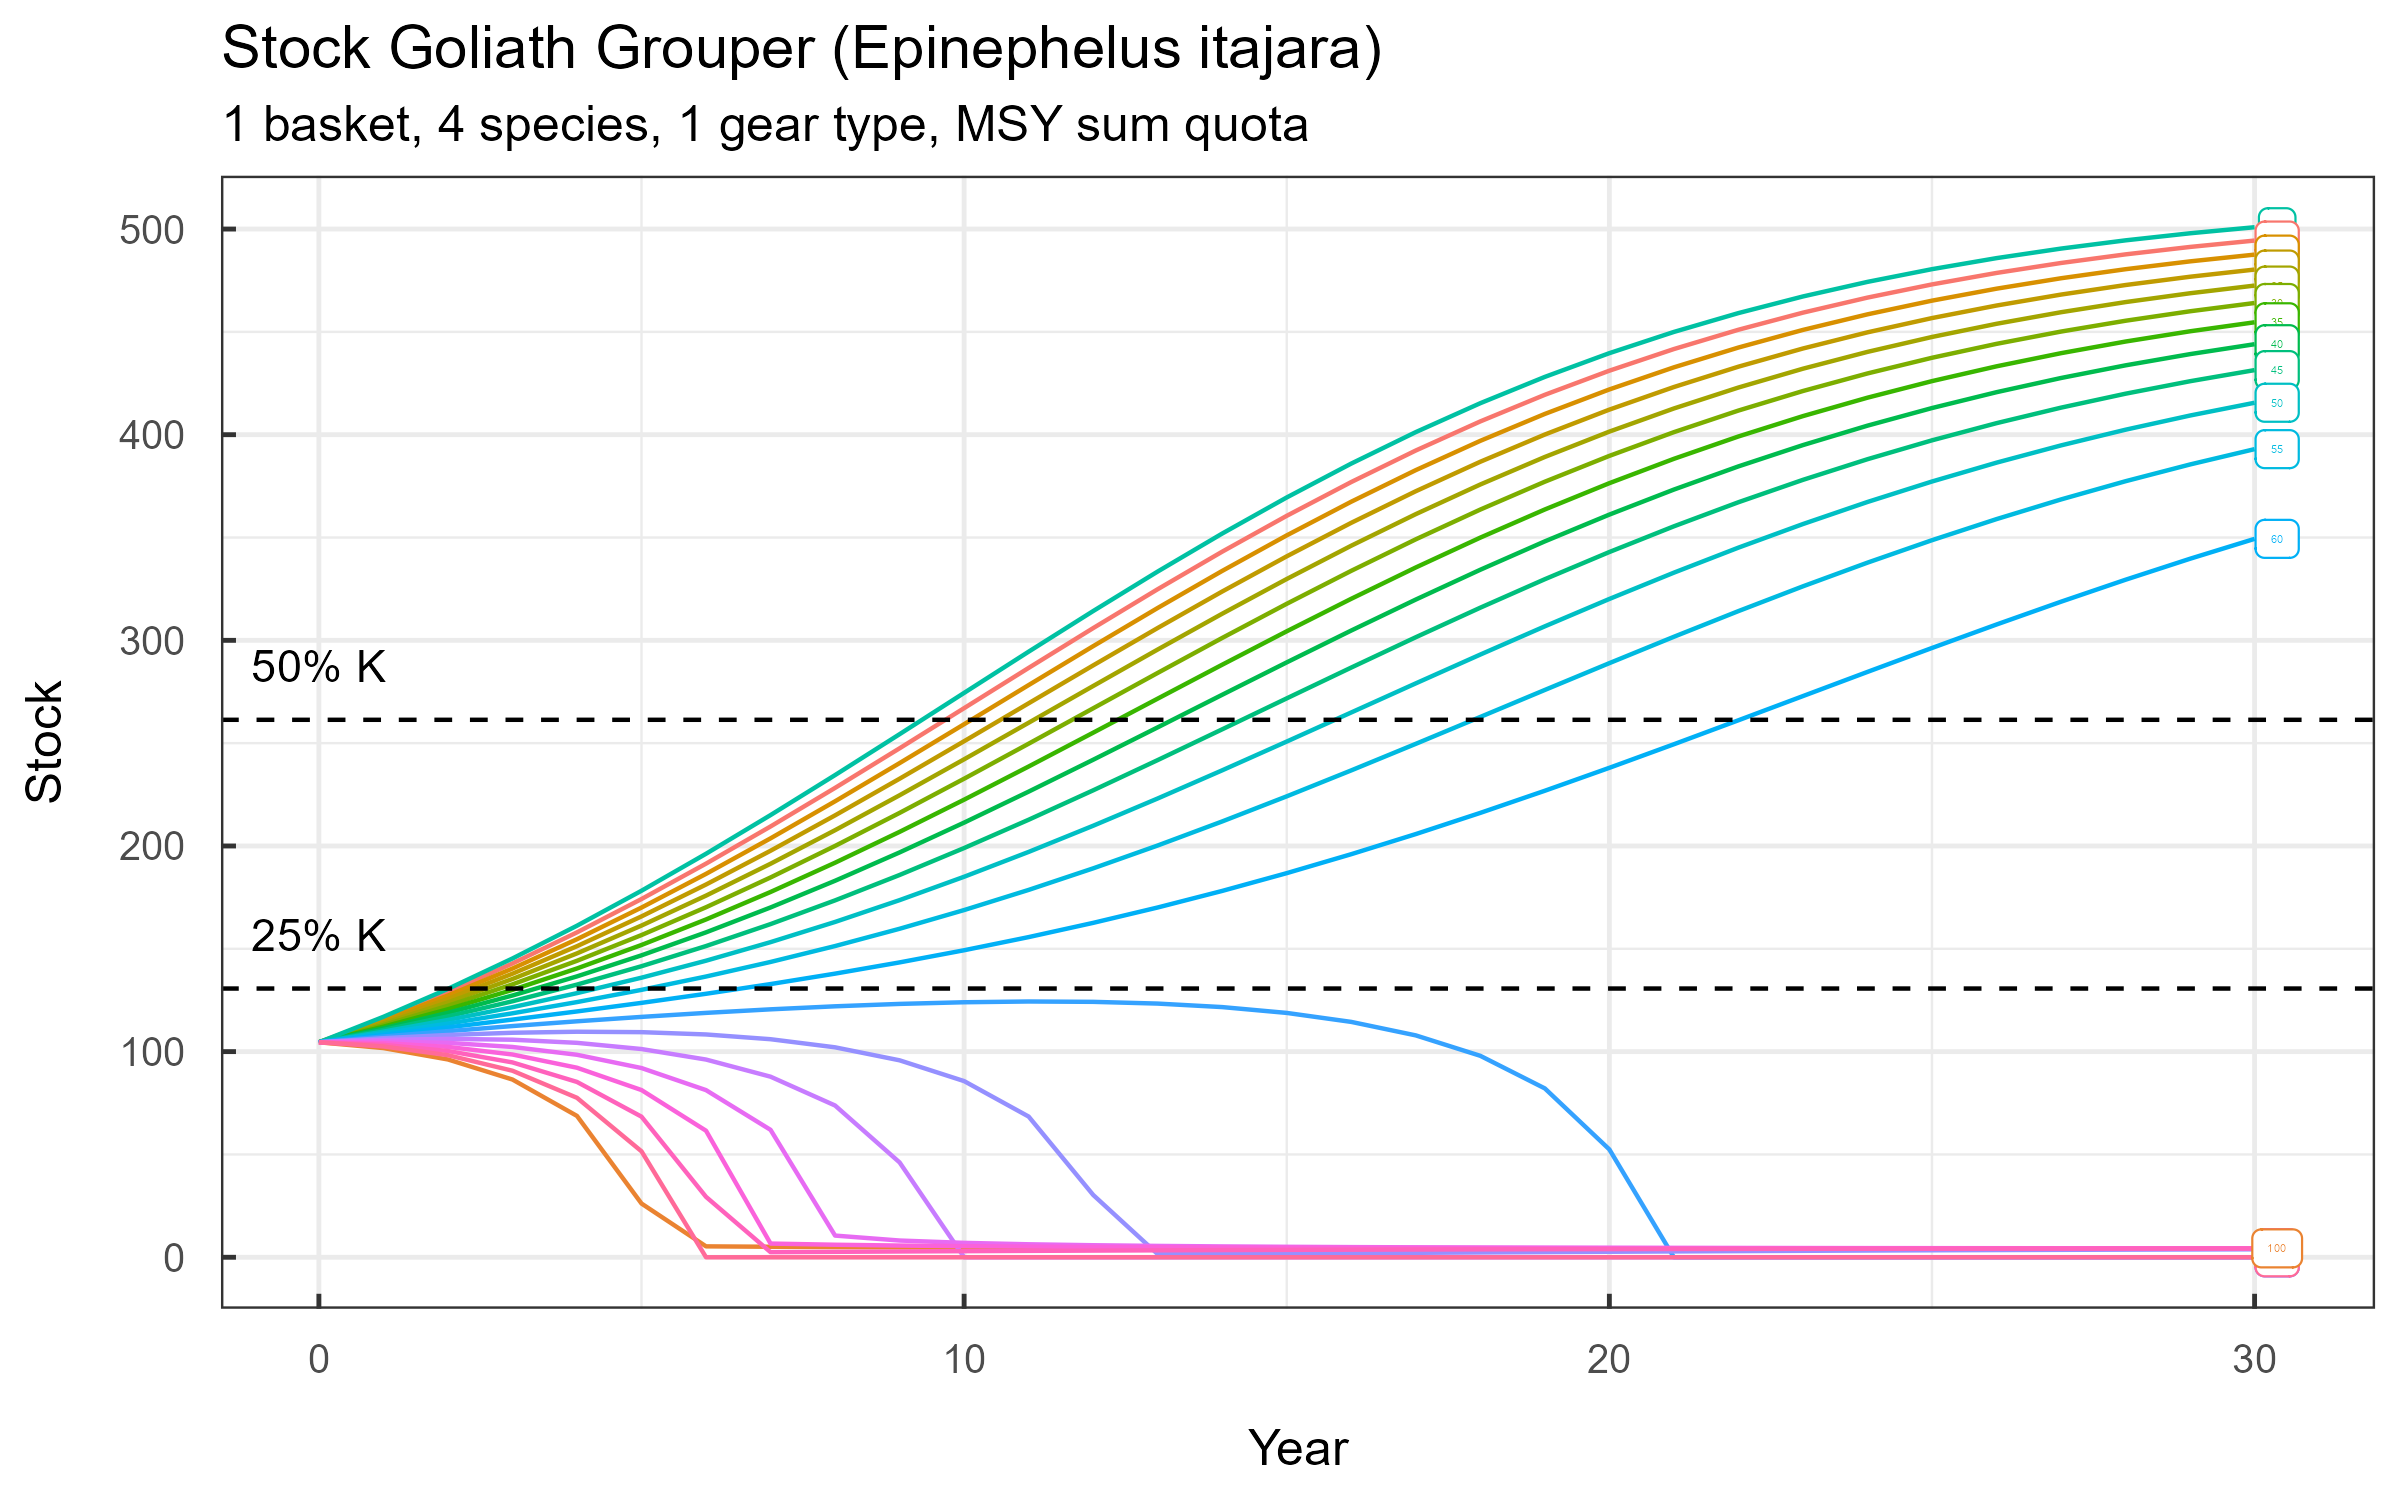 Stock Goliath Grouper (Epinephelus itajara)
1 basket, 4 species, 1 gear type, MSY sum quota
Stock
500
400
300
200
100
0
50% K
25% K
35
40
45
50
55
60
100
0
10
20
30
Year